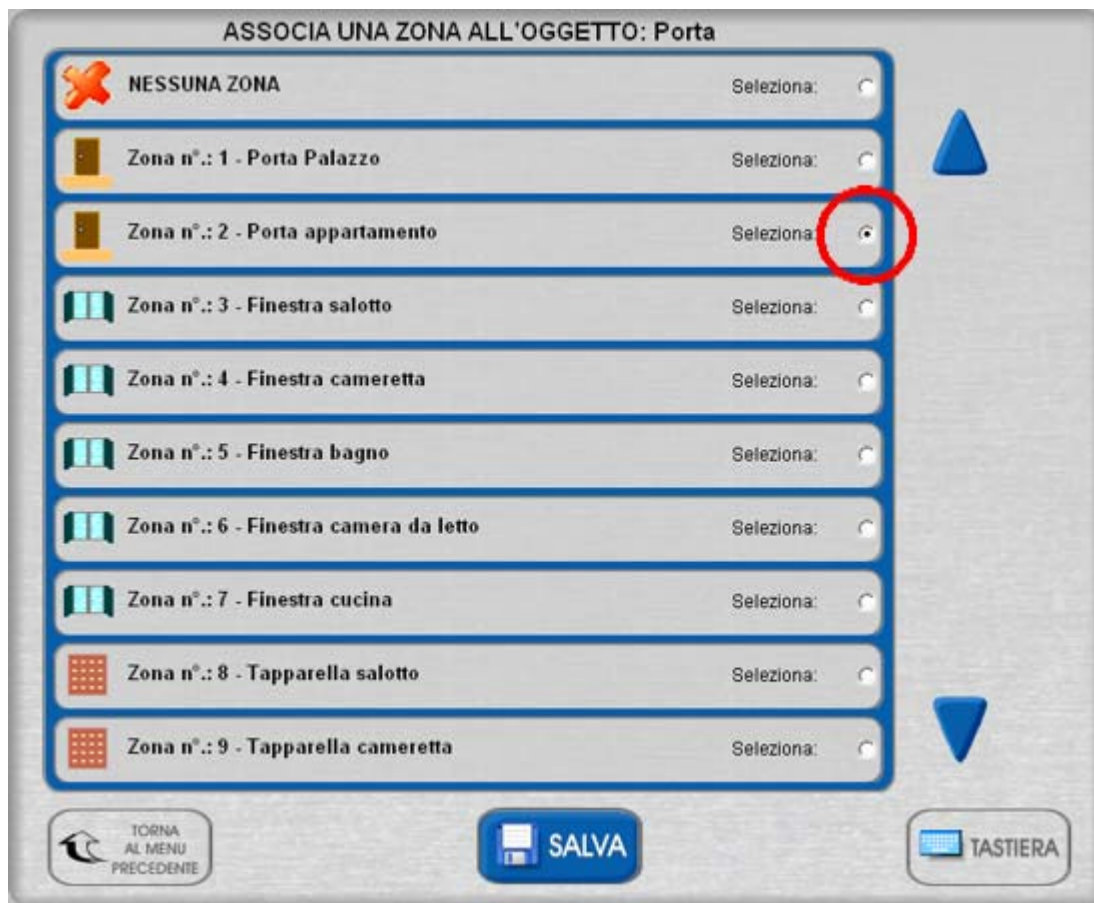 ASSOCIA UNA ZONA ALL'OGGETTO: Porta
NESSUNA ZONA Seleziona:
Zona n°.: 1 - Porta Palazzo Seleziona:
Zona n°.: 2 - Porta appartamento Seleziona:
Zona n°.: 3 - Finestra salotto Seleziona:
Zona n°.: 4 - Finestra cameretta Seleziona:
Zona n°.: 5 - Finestra bagno Seleziona:
Zona n°.: 6 - Finestra camera da letto Seleziona:
Zona n°.: 7 - Finestra cucina Seleziona:
Zona n°.: 8 - Tapparella salotto Seleziona:
Zona n°.: 9 - Tapparella cameretta Seleziona:
TORNA
AL MENU
PRECEDENTE
SALVA
TASTIERA